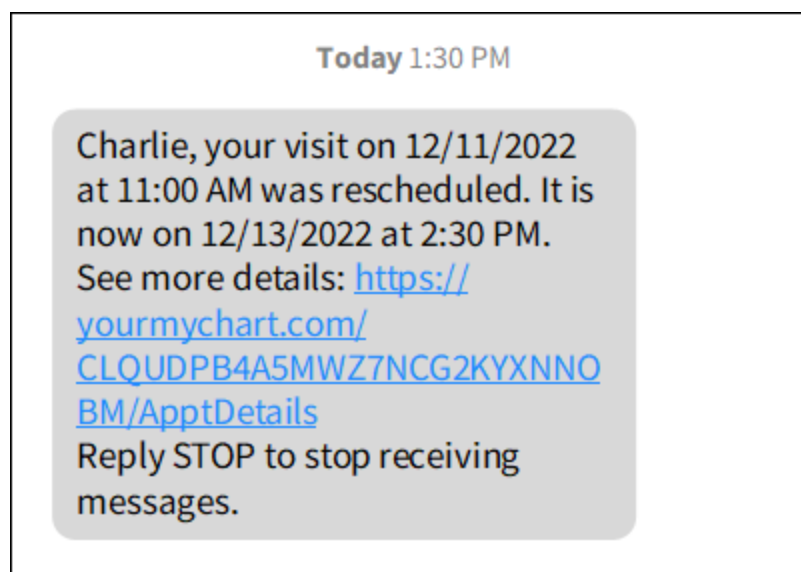 Today 1:30 PM
Charlie, your visit on 12/11/2022
at 11:00 AM was rescheduled. It is
now on 12/13/2022 at 2:30 PM.
See more details: https://
yourmychart.com/
CLQUDPB4A5MWZ7NCG2KYXNNO
BM/ApptDetails
Reply STOP to stop receiving
messages.